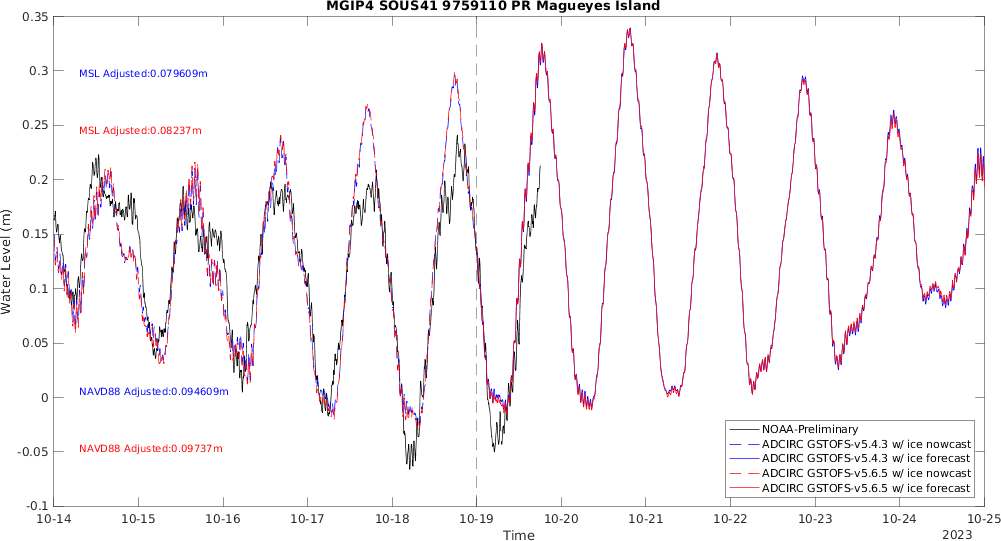 MGIP4 SOUS41 9759110 PR Magueyes Island
0.35
0.3
0.25
0.2
0.15
0.1
0.05
0
-0.05
-0.1
Water Level (m)
MSL Adjusted:0.079609m
MSL Adjusted:0.08237m
NAVD88 Adjusted:0.094609m
NAVD88 Adjusted:0.09737m
NOAA-Preliminary
ADCIRC GSTOFS-v5.4.3 w/ ice nowcast
ADCIRC GSTOFS-v5.4.3 w/ ice forecast
ADCIRC GSTOFS-v5.6.5 w/ ice nowcast
ADCIRC GSTOFS-v5.6.5 w/ ice forecast
10-14 10-15 10-16 10-17 10-18 10-19 10-20 10-21 10-22 10-23 10-24 10-25
Time
2023